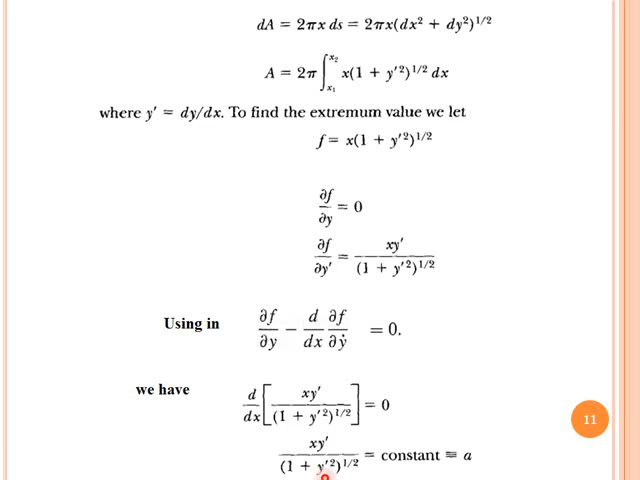 dA = 2πx ds = 2πx(dx² + dy²)^1/2
A = 2π ∫_{x₁}^{x₂} x(1 + y′²)^1/2 dx
where y′ = dy/dx. To find the extremum value we let
f = x(1 + y′²)^1/2
∂f/∂y = 0
∂f/∂y′ = xy′/(1 + y′²)^1/2
Using in ∂f/∂y − d/dx ∂f/∂ẏ = 0.
we have
d/dx[xy′/(1 + y′²)^1/2] = 0
11
xy′/(1 + y′²)^1/2 = constant ≡ a